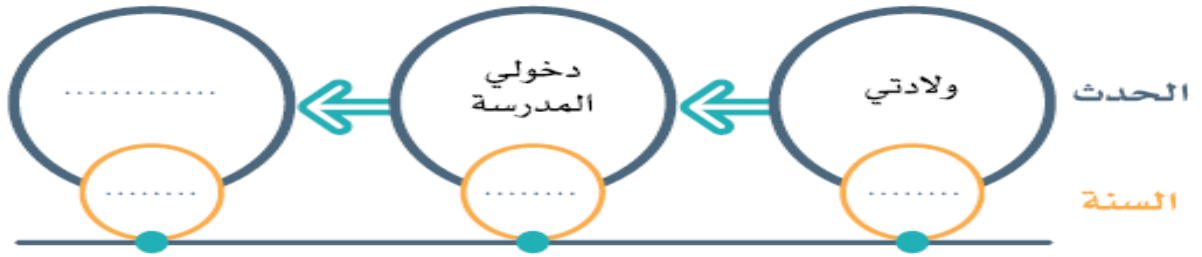 الحدث
ولادتي
دخولي
المدرسة
.............
السنة
........
........
........